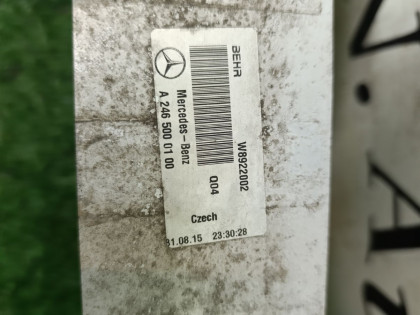 BEHR
W8922002
Q04
Mercedes-Benz
A 246 500 01 00
Czech
31.08.15 23:30:28